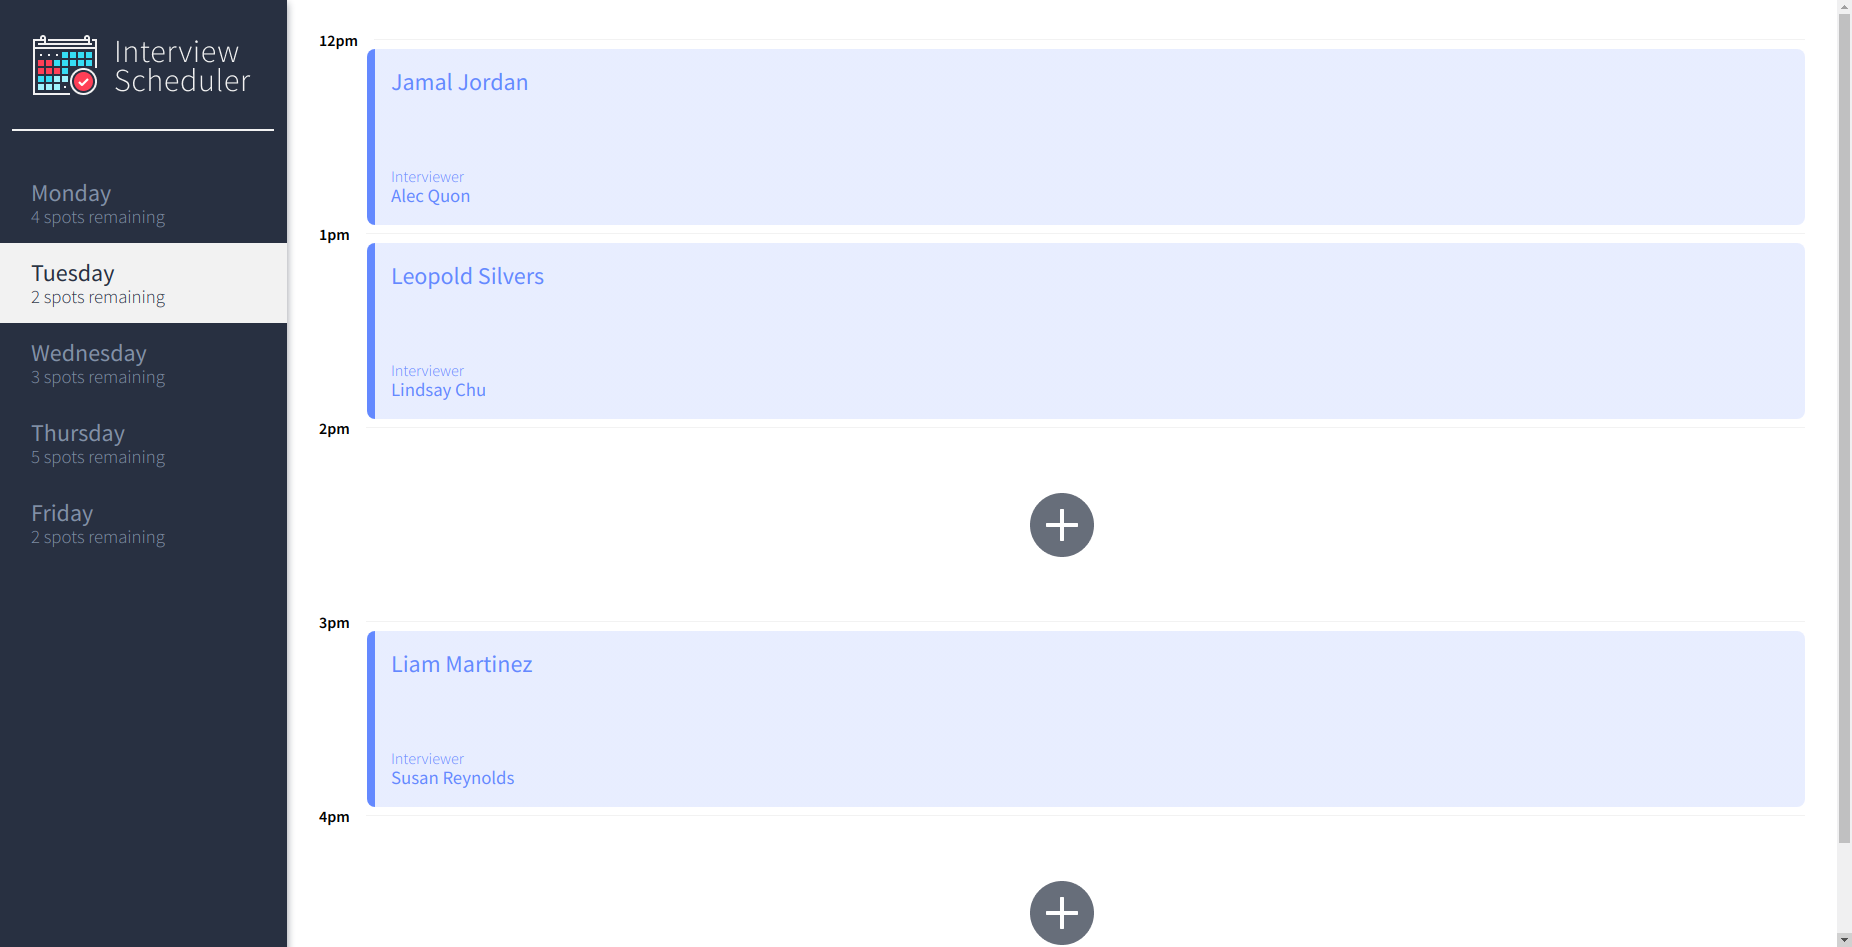 Interview
Scheduler
Monday
4 spots remaining
Tuesday
2 spots remaining
Wednesday
3 spots remaining
Thursday
5 spots remaining
Friday
2 spots remaining
12pm
Jamal Jordan
Interviewer
Alec Quon
1pm
Leopold Silvers
Interviewer
Lindsay Chu
2pm
3pm
Liam Martinez
Interviewer
Susan Reynolds
4pm